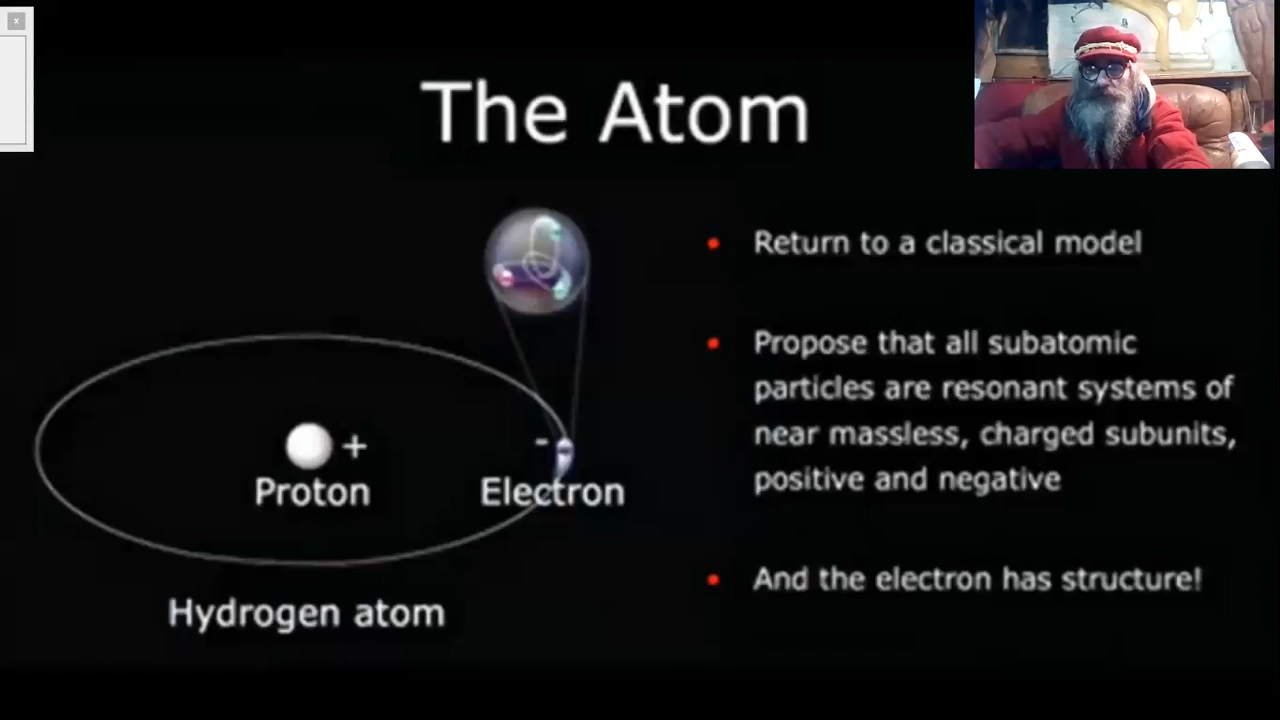 The Atom
Return to a classical model
Propose that all subatomic
particles are resonant systems of
near massless, charged subunits,
positive and negative
And the electron has structure!
+
-
Proton
Electron
Hydrogen atom
x